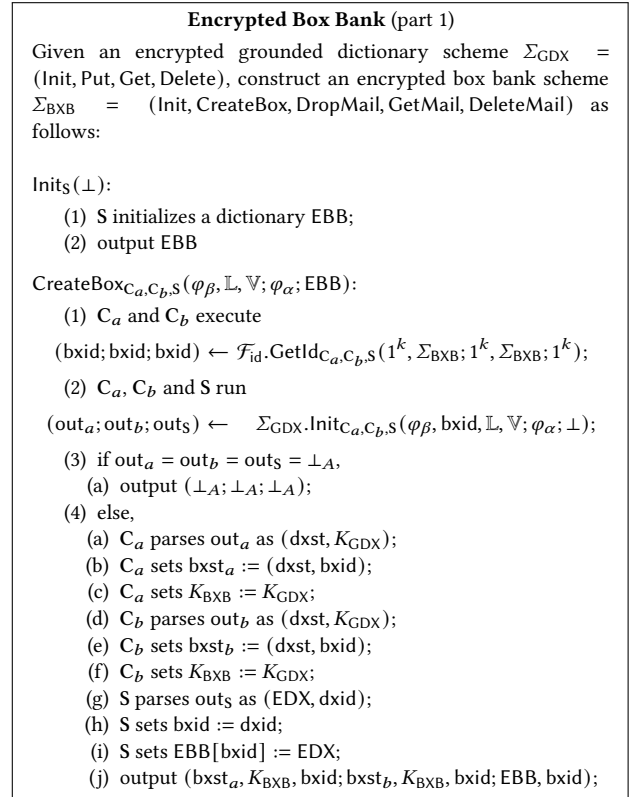 Encrypted Box Bank (part 1)
Given an encrypted grounded dictionary scheme Σ_GDX =
(Init, Put, Get, Delete), construct an encrypted box bank scheme
Σ_BXB = (Init, CreateBox, DropMail, GetMail, DeleteMail) as
follows:
Init_S(⊥):
(1) S initializes a dictionary EBB;
(2) output EBB
CreateBox_{C_a,C_b,S}(φ_β, 𝕃, 𝕍; φ_α; EBB):
(1) C_a and C_b execute
(bxid; bxid; bxid) ← ℱ_id.GetId_{C_a,C_b,S}(1^k, Σ_BXB; 1^k, Σ_BXB; 1^k);
(2) C_a, C_b and S run
(out_a; out_b; out_S) ← Σ_GDX.Init_{C_a,C_b,S}(φ_β, bxid, 𝕃, 𝕍; φ_α; ⊥);
(3) if out_a = out_b = out_S = ⊥_A,
(a) output (⊥_A; ⊥_A; ⊥_A);
(4) else,
(a) C_a parses out_a as (dxst, K_GDX);
(b) C_a sets bxst_a := (dxst, bxid);
(c) C_a sets K_BXB := K_GDX;
(d) C_b parses out_b as (dxst, K_GDX);
(e) C_b sets bxst_b := (dxst, bxid);
(f) C_b sets K_BXB := K_GDX;
(g) S parses out_S as (EDX, dxid);
(h) S sets bxid := dxid;
(i) S sets EBB[bxid] := EDX;
(j) output (bxst_a, K_BXB, bxid; bxst_b, K_BXB, bxid; EBB, bxid);